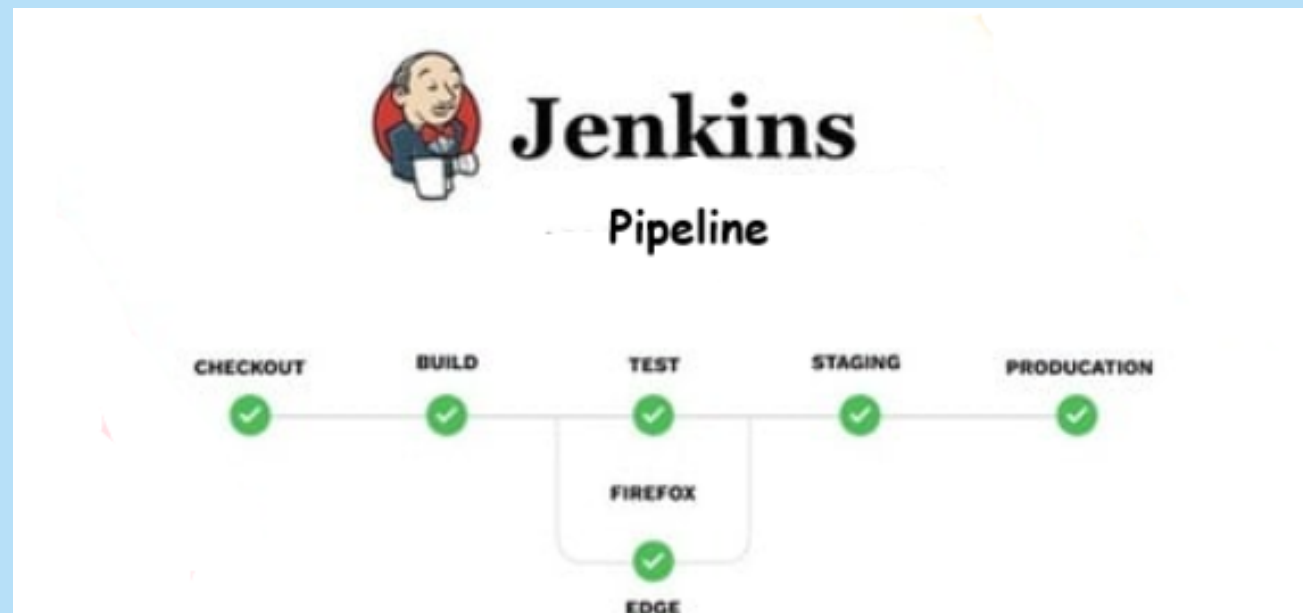 Jenkins
Pipeline
CHECKOUT BUILD TEST STAGING PRODUCATION
FIREFOX
EDGE